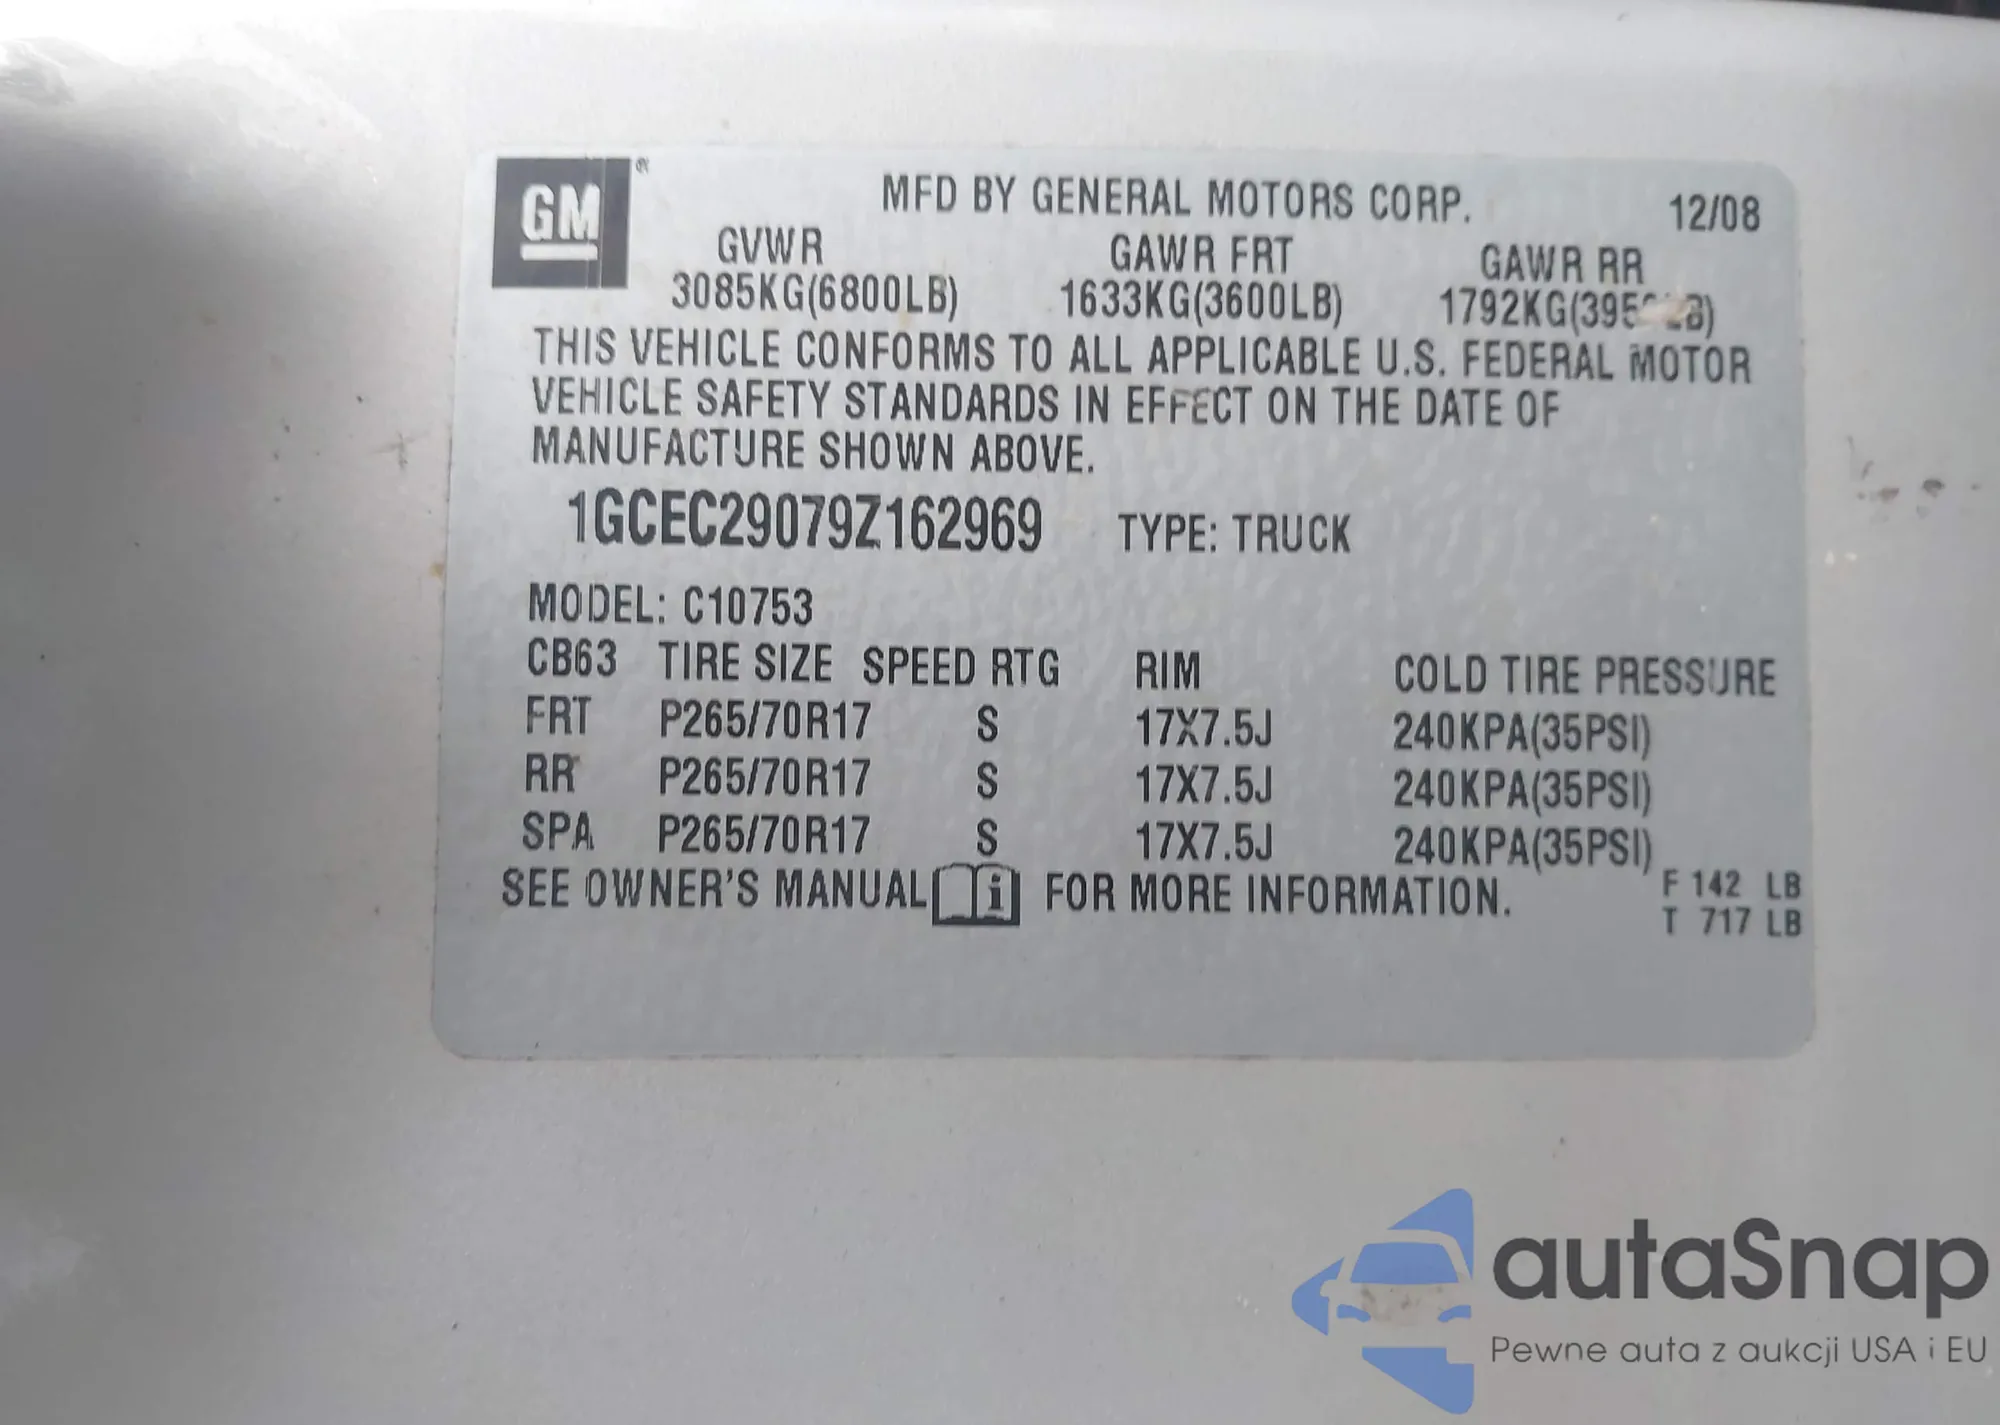 GM
MFD BY GENERAL MOTORS CORP. 12/08
GVWR GAWR FRT GAWR RR
3085KG(6800LB) 1633KG(3600LB) 1792KG(
THIS VEHICLE CONFORMS TO ALL APPLICABLE U.S. FEDERAL MOTOR
VEHICLE SAFETY STANDARDS IN EFFECT ON THE DATE OF
MANUFACTURE SHOWN ABOVE.
1GCEC29079Z162969 TYPE: TRUCK
MODEL: C10753
CB63 TIRE SIZE SPEED RTG RIM COLD TIRE PRESSURE
FRT P265/70R17 S 17X7.5J 240KPA(35PSI)
RR P265/70R17 S 17X7.5J 240KPA(35PSI)
SPA P265/70R17 S 17X7.5J 240KPA(35PSI)
SEE OWNER'S MANUAL i FOR MORE INFORMATION.
F 142 LB
T 717 LB
autaSnap
Pewne auta z aukcji USA i EU